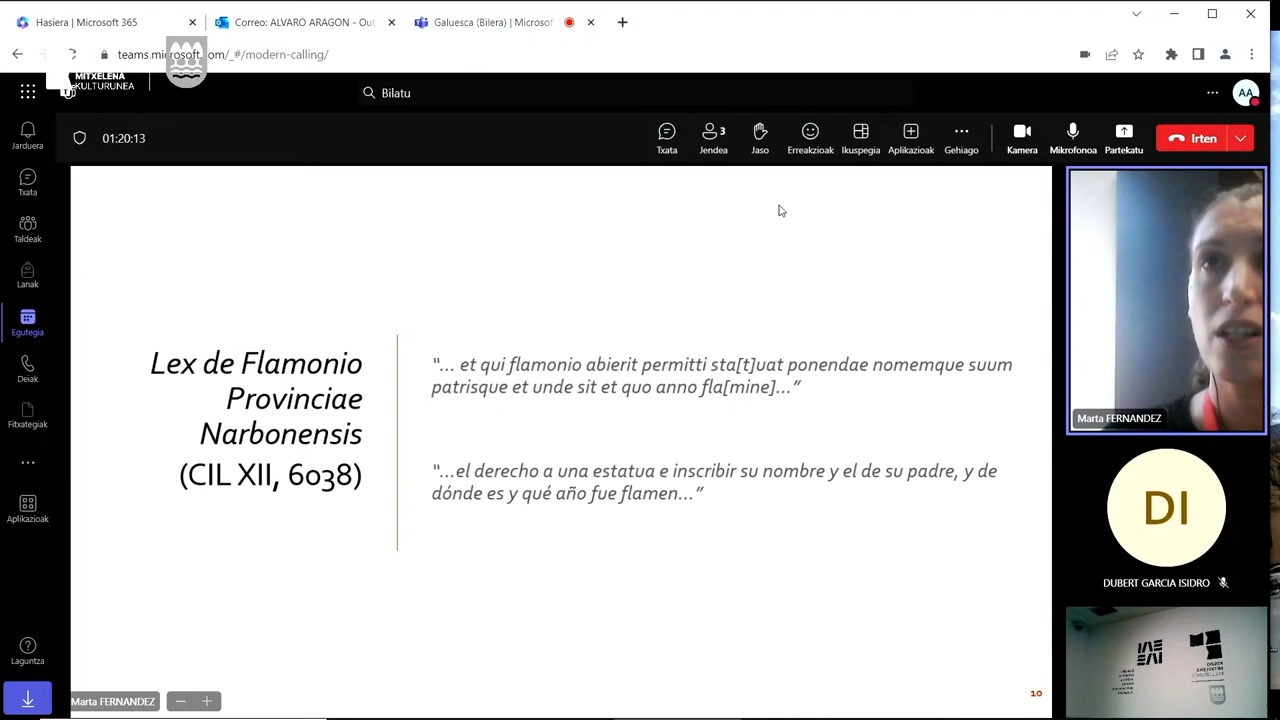 Hasiera | Microsoft 365
Correo: ALVARO ARAGON - Out
Galuesca (Bilera) | Microsoft
teams.microsoft.com/_#/modern-calling/
MITXELENA
KULTURUNEA
Bilatu
AA
01:20:13
Txata
3
Jendea
Jaso
Erreakzioak
Ikuspegia
Aplikazioak
Gehiago
Kamera
Mikrofonoa
Partekatu
Irten
Jarduera
Txata
Taldeak
Lanak
Egutegia
Deiak
Fitxategiak
Aplikazioak
Laguntza
Lex de Flamonio
Provinciae
Narbonensis
(CIL XII, 6038)
“... et qui flamonio abierit permitti sta[t]uat ponendae nomemque suum
patrisque et unde sit et quo anno fla[mine]...”
“...el derecho a una estatua e inscribir su nombre y el de su padre, y de
dónde es y qué año fue flamen...”
10
Marta FERNANDEZ
Marta FERNANDEZ
DI
DUBERT GARCIA ISIDRO